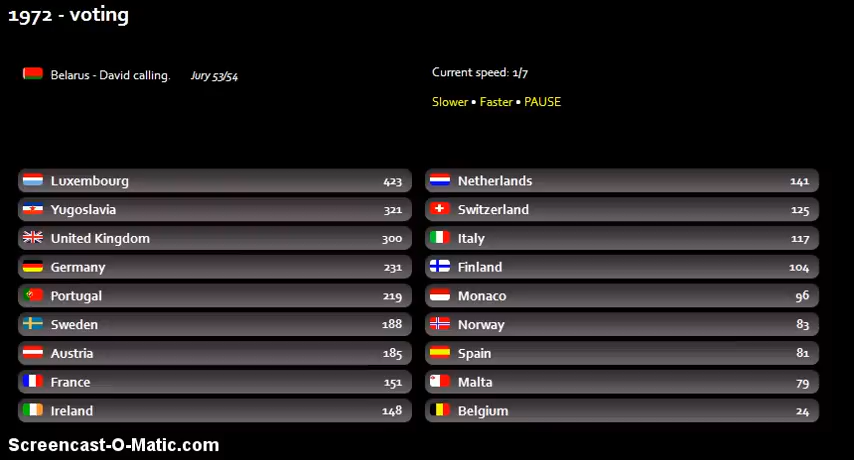 1972 - voting
Belarus - David calling. Jury 53/54
Current speed: 1/7
Slower • Faster • PAUSE
Luxembourg 423
Yugoslavia 321
United Kingdom 300
Germany 231
Portugal 219
Sweden 188
Austria 185
France 151
Ireland 148
Netherlands 141
Switzerland 125
Italy 117
Finland 104
Monaco 96
Norway 83
Spain 81
Malta 79
Belgium 24
Screencast-O-Matic.com